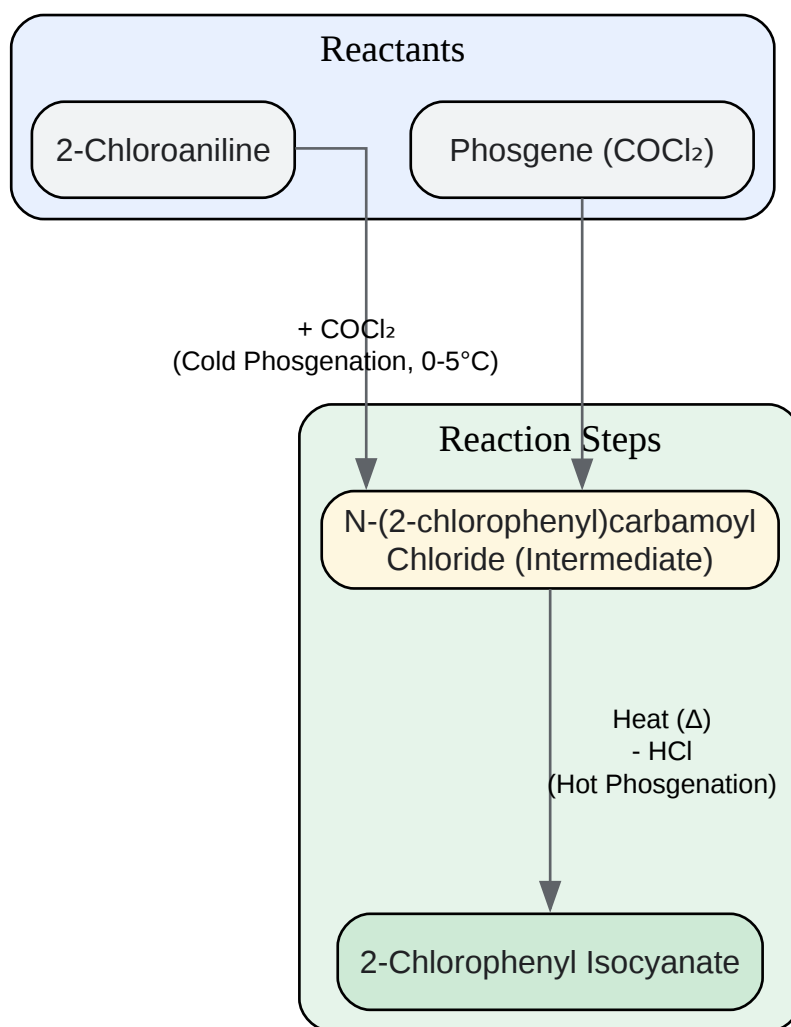 Reactants
2-Chloroaniline
Phosgene (COCl₂)
+ COCl₂
(Cold Phosgenation, 0-5°C)
Reaction Steps
N-(2-chlorophenyl)carbamoyl
Chloride (Intermediate)
Heat (Δ)
- HCl
(Hot Phosgenation)
2-Chlorophenyl Isocyanate